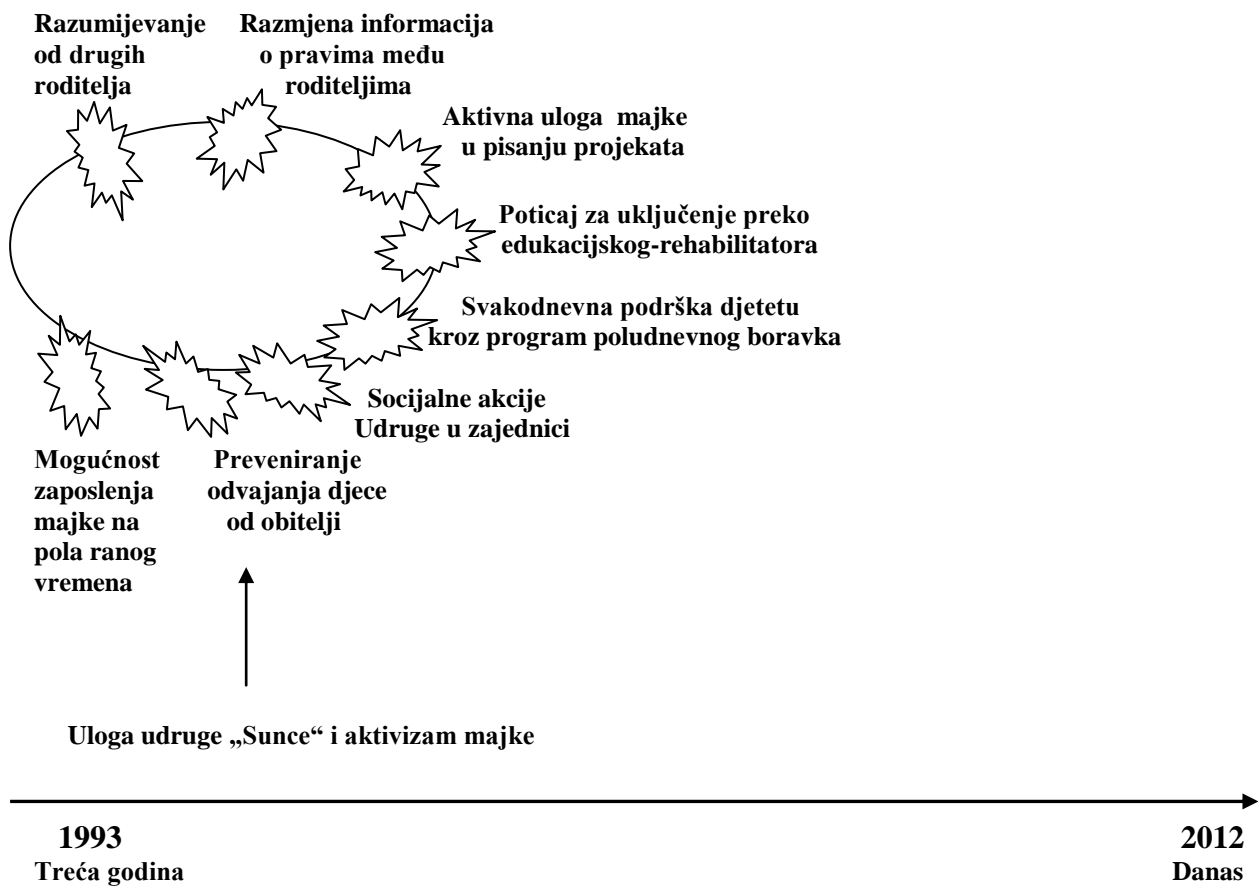 Razumijevanje
od drugih
roditelja
Razmjena informacija
o pravima među
roditeljima
Aktivna uloga majke
u pisanju projekata
Poticaj za uključenje preko
edukacijskog-rehabilitatora
Svakodnevna podrška djetetu
kroz program poludnevnog boravka
Socijalne akcije
Udruge u zajednici
Mogućnost
zaposlenja
majke na
pola ranog
vremena
Preveniranje
odvajanja djece
od obitelji
Uloga udruge „Sunce“ i aktivizam majke
1993
Treća godina
2012
Danas